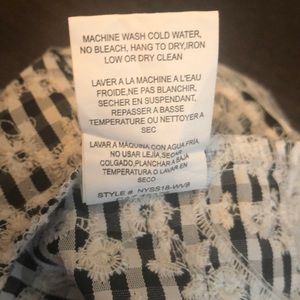 MACHINE WASH COLD WATER,
NO BLEACH, HANG TO DRY,IRON
LOW OR DRY CLEAN
LAVER A LA MACHINE A L'EAU
FROIDE,NE PAS BLANCHIR,
SECHER EN SUSPENDANT,
REPASSER A BASSE
TEMPERATURE OU NETTOYER A
SEC
LAVAR A MAQUINA CON AGUA FRIA
NO USAR LEJIA,SECAR
COLGADO,PLANCHAR A BAJA
TEMPERATURA O LAVAR EN
SECO
STYLE #